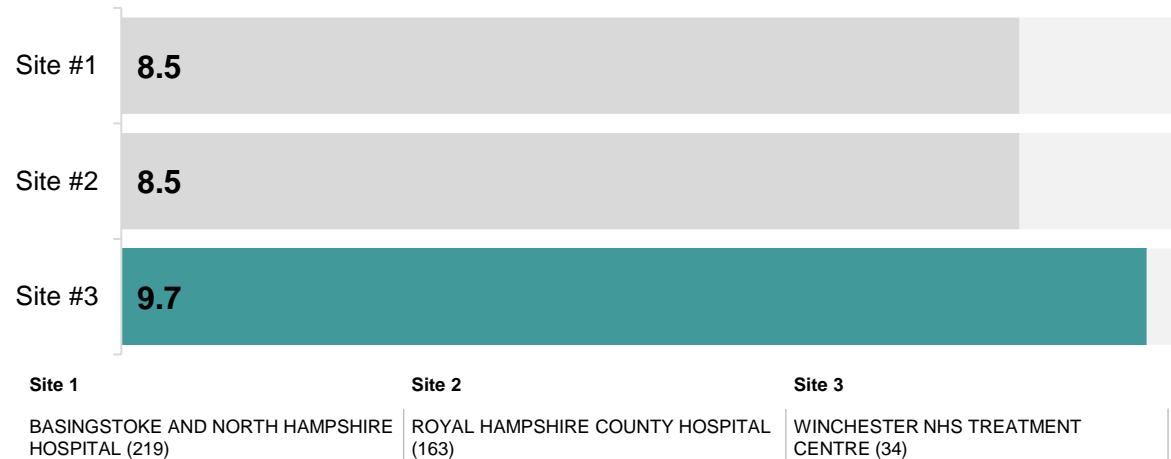 Site #1 8.5
Site #2 8.5
Site #3 9.7
Site 1 Site 2 Site 3
BASINGSTOKE AND NORTH HAMPSHIRE
HOSPITAL (219)
ROYAL HAMPSHIRE COUNTY HOSPITAL
(163)
WINCHESTER NHS TREATMENT
CENTRE (34)